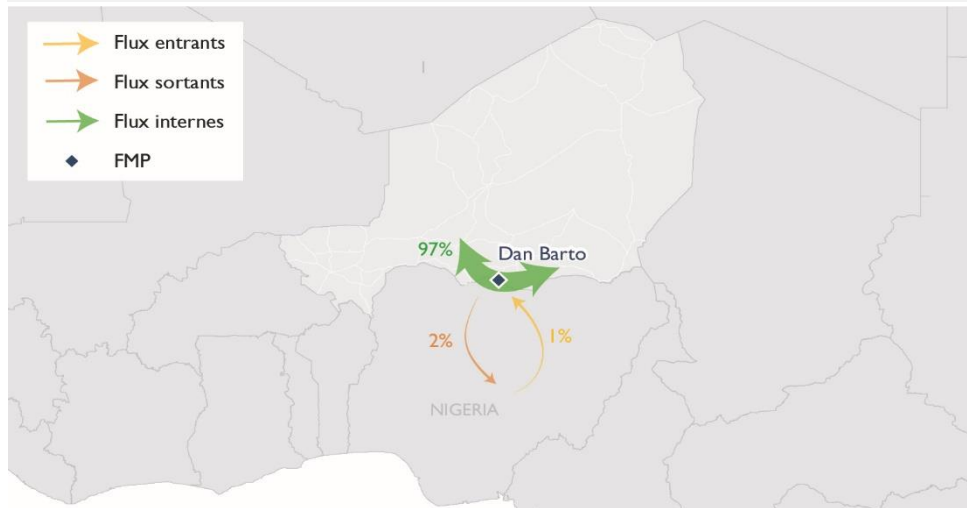 Flux entrants
Flux sortants
Flux internes
FMP
97%
Dan Barto
2%
1%
NIGERIA